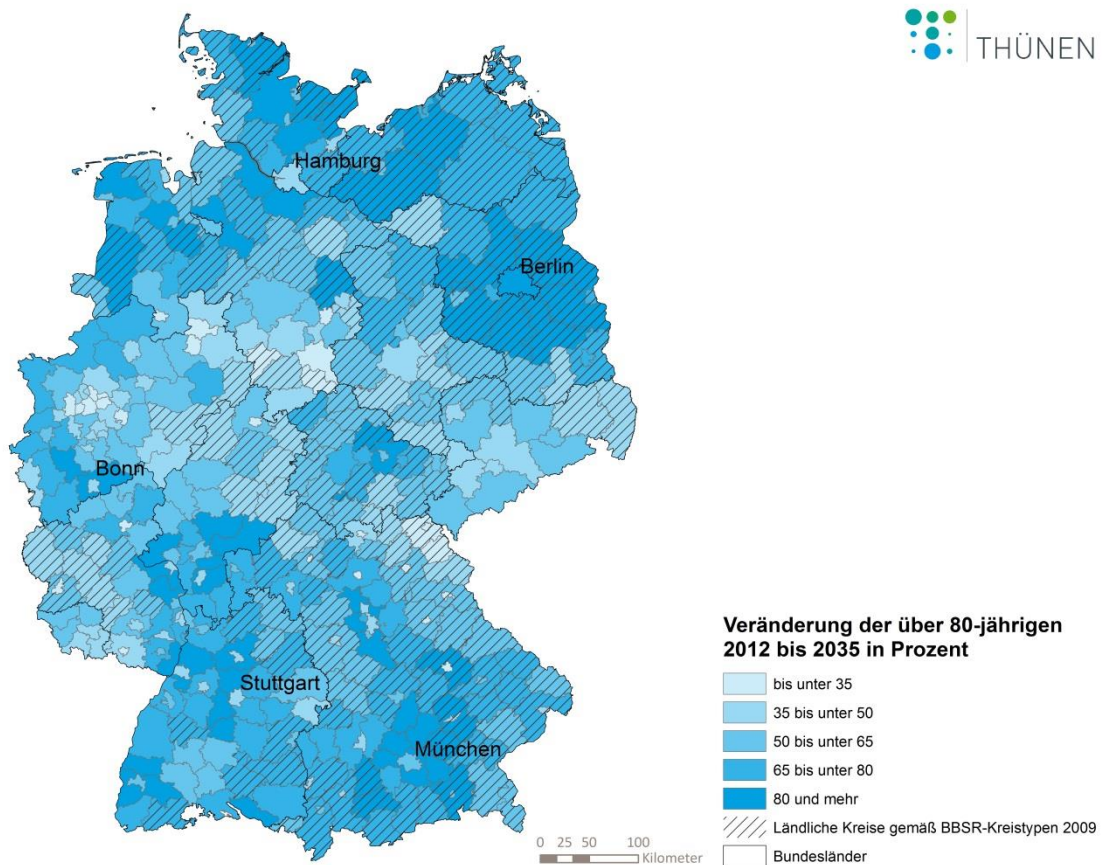 THÜNEN
Hamburg
Berlin
Bonn
Stuttgart
München
Veränderung der über 80-jährigen
2012 bis 2035 in Prozent
bis unter 35
35 bis unter 50
50 bis unter 65
65 bis unter 80
80 und mehr
Ländliche Kreise gemäß BBSR-Kreistypen 2009
Bundesländer
0 25 50 100
Kilometer